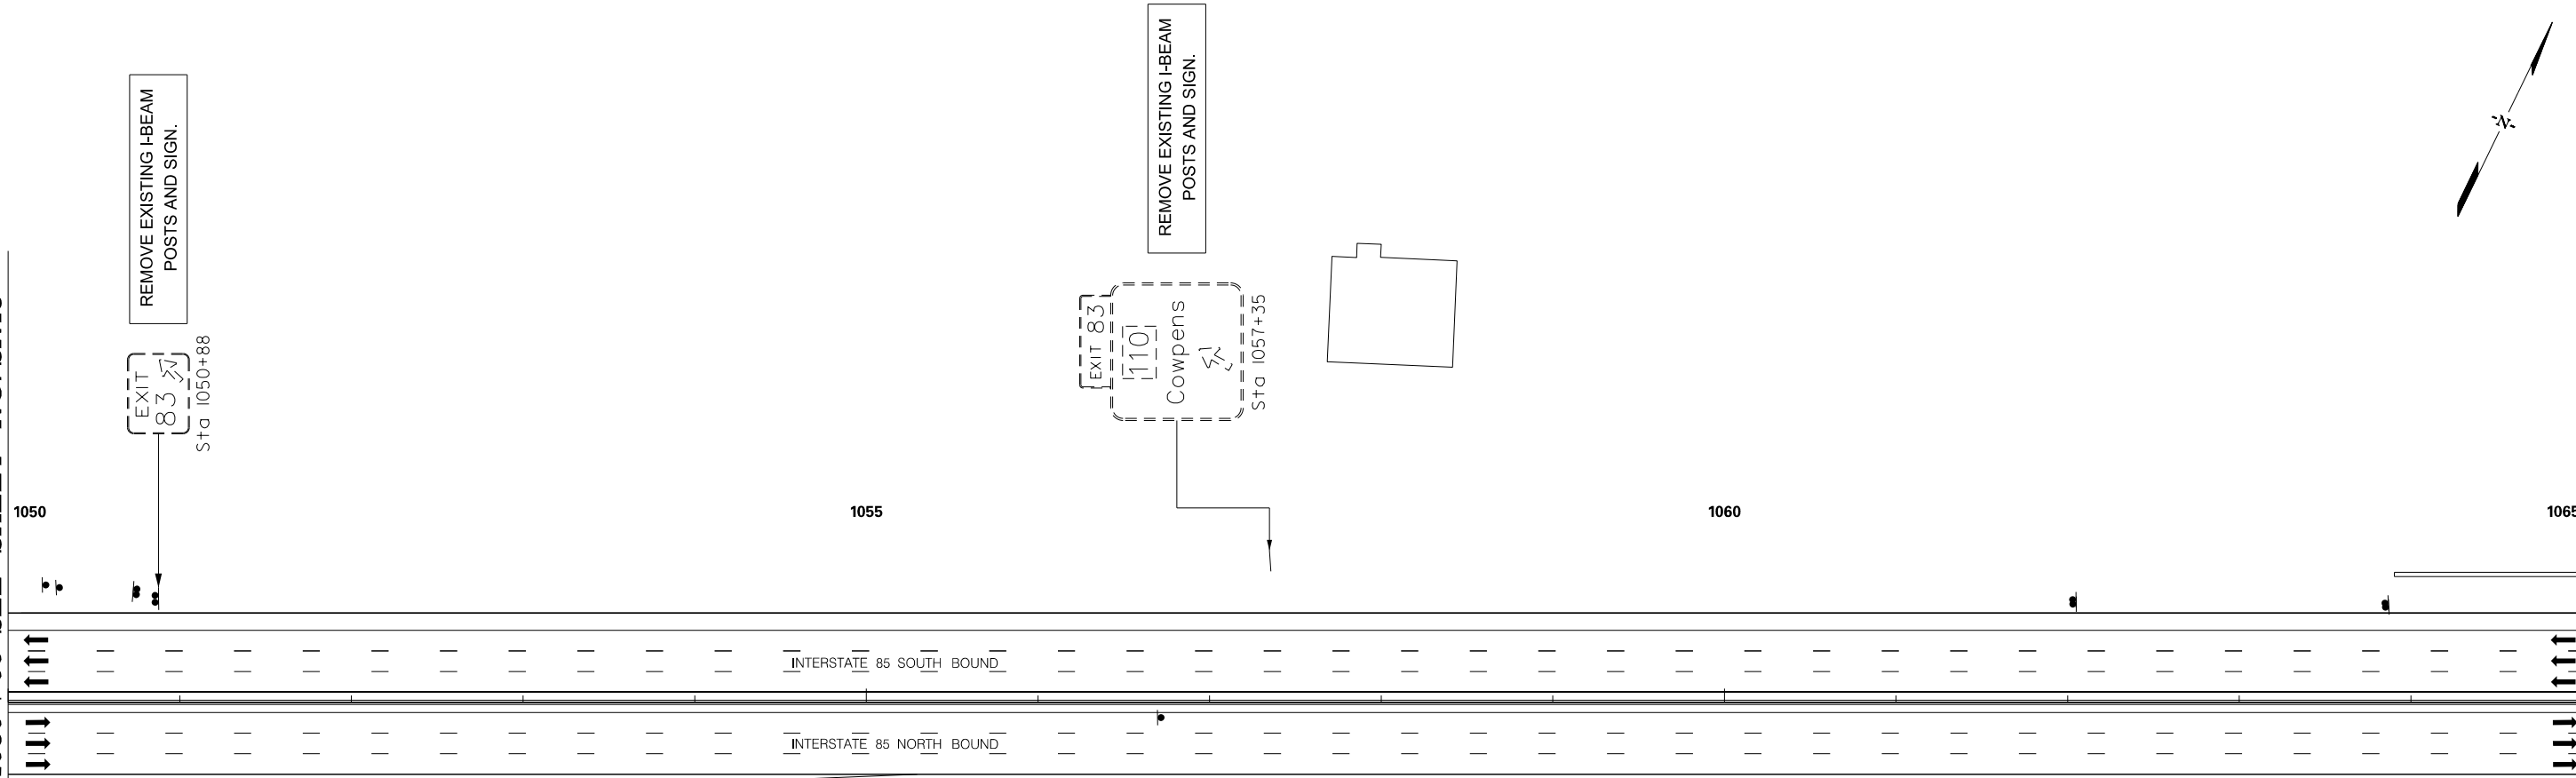 REMOVE EXISTING I-BEAM
POSTS AND SIGN.
EXIT
83
Sta 1050+88
REMOVE EXISTING I-BEAM
POSTS AND SIGN.
EXIT 83
110
Cowpens
Sta 1057+35
-N-
1050
1055
1060
1065
INTERSTATE 85 SOUTH BOUND
INTERSTATE 85 NORTH BOUND